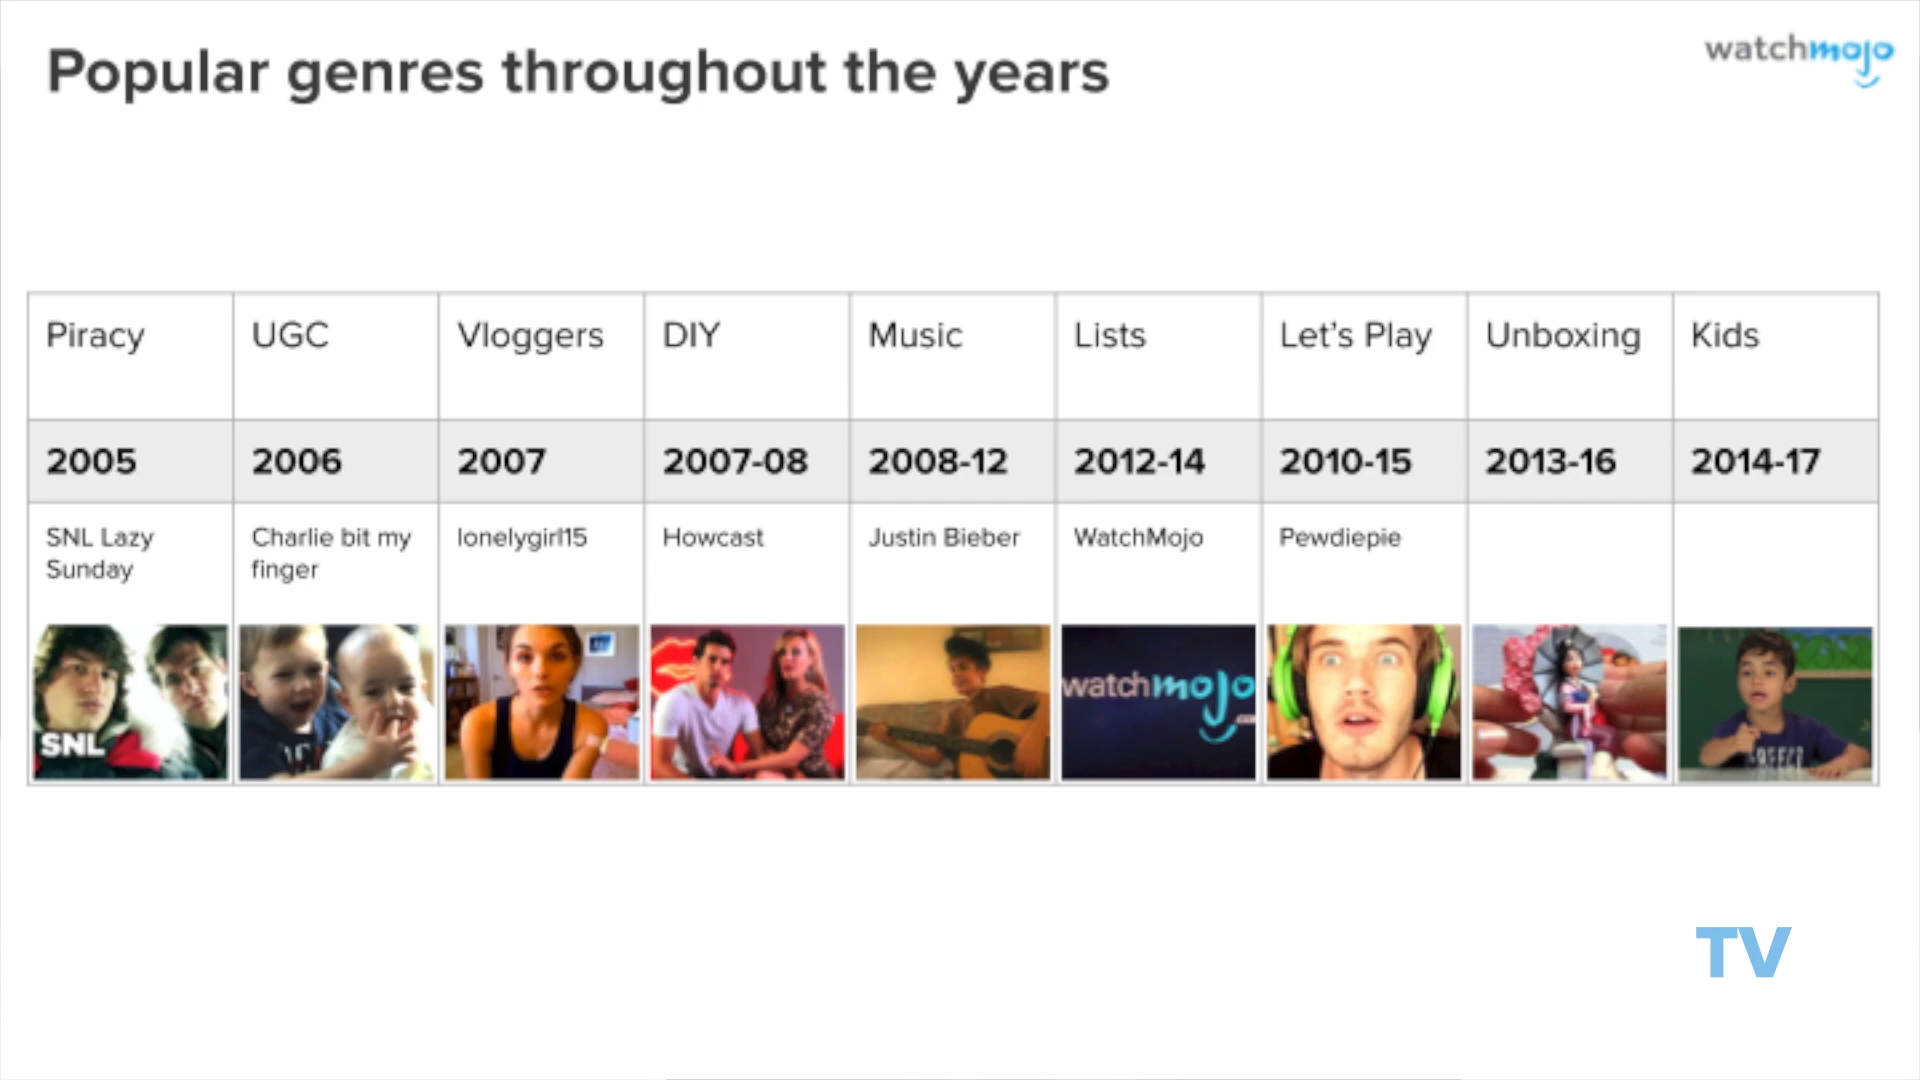 Popular genres throughout the years
watchmojo
Piracy
UGC
Vloggers
DIY
Music
Lists
Let's Play
Unboxing
Kids
2005
2006
2007
2007-08
2008-12
2012-14
2010-15
2013-16
2014-17
SNL Lazy
Sunday
Charlie bit my
finger
lonelygirl15
Howcast
Justin Bieber
WatchMojo
Pewdiepie
SNL
watchmojo
TV